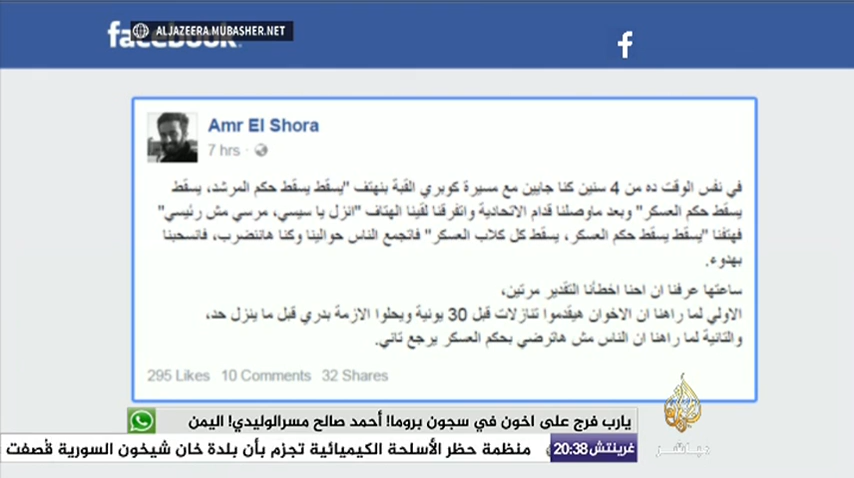 facebook
ALJAZEERA.MUBASHER.NET
f
Amr El Shora
7 hrs ·
في نفس الوقت ده من 4 سنين كنا جايين مع مسيرة كوبري القبة بنهتف "يسقط يسقط حكم المرشد، يسقط
يسقط حكم العسكر" وبعد ماوصلنا قدام الاتحادية واتفرقنا لقينا الهتاف "انزل يا سيسي، مرسي مش رئيسي"
فهتفنا "يسقط يسقط حكم العسكر، يسقط كل كلاب العسكر" فاتجمع الناس حوالينا وكنا هانتضرب، فانسحبنا
بهدوء.
ساعتها عرفنا ان احنا اخطأنا التقدير مرتين،
الاولي لما راهنا ان الاخوان هيقدموا تنازلات قبل 30 يونية ويحلوا الازمة بدري قبل ما ينزل حد،
والتانية لما راهنا ان الناس مش هاترضي بحكم العسكر يرجع تاني.
295 Likes 10 Comments 32 Shares
يارب فرج على اخون في سجون بروما! أحمد صالح مسرالوليدي! اليمن
غرينتش 20:38
منظمة حظر الأسلحة الكيميائية تجزم بأن بلدة خان شيخون السورية قُصفت
الجزيرة
مباشر